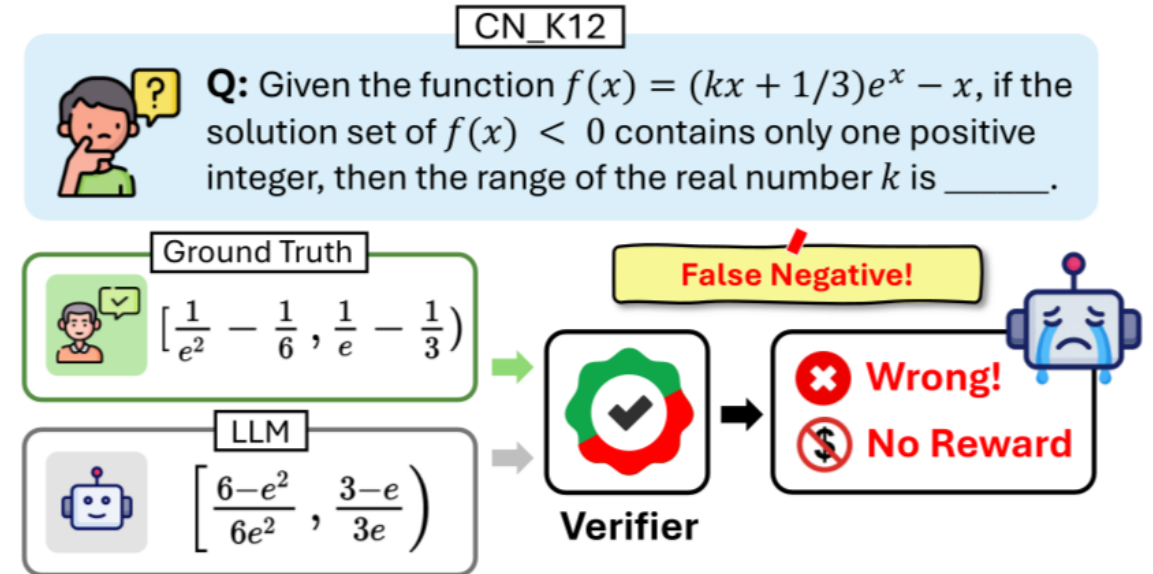 CN_K12
?
Q: Given the function f(x) = (kx + 1/3)e^x − x, if the
solution set of f(x) < 0 contains only one positive
integer, then the range of the real number k is ______.
Ground Truth
[1/e^2 − 1/6, 1/e − 1/3)
False Negative!
LLM
[(6−e^2)/(6e^2), (3−e)/(3e))
Verifier
Wrong!
$ No Reward